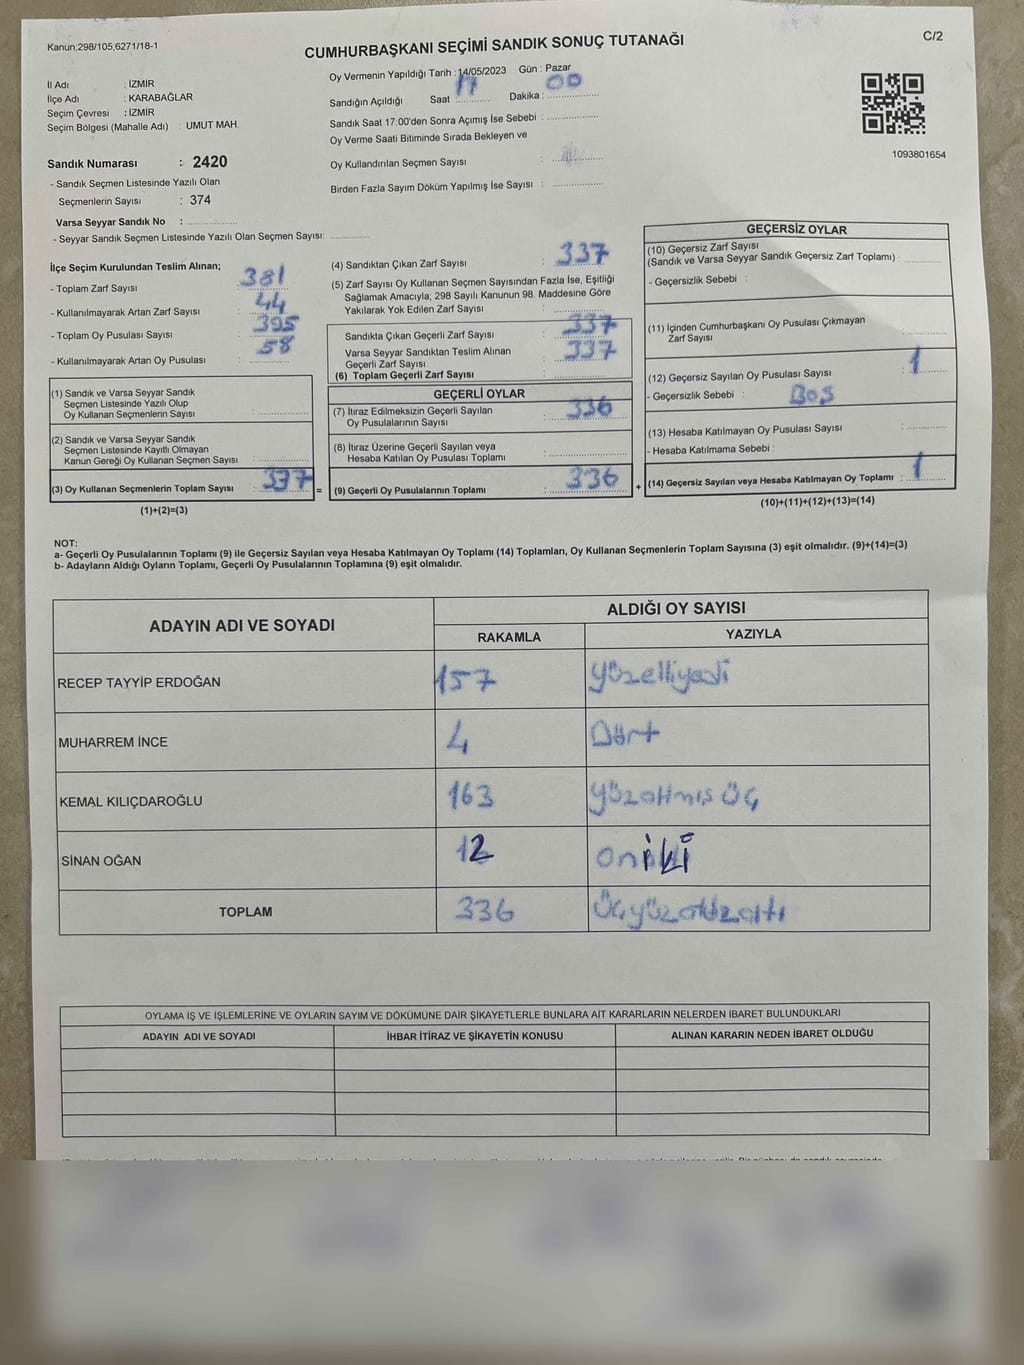 Kanun;298/105,6271/18-1
CUMHURBAŞKANI SEÇİMİ SANDIK SONUÇ TUTANAĞI
C/2
İl Adı : İZMİR
İlçe Adı : KARABAĞLAR
Seçim Çevresi : İZMİR
Seçim Bölgesi (Mahalle Adı) : UMUT MAH.
Oy Vermenin Yapıldığı Tarih : 14/05/2023 Gün : Pazar
Sandığın Açıldığı Saat 17 Dakika : 00
Sandık Saat 17.00'den Sonra Açımış İse Sebebi :
Oy Verme Saati Bitiminde Sırada Bekleyen ve
Oy Kullandırılan Seçmen Sayısı :
Birden Fazla Sayım Döküm Yapılmış İse Sayısı :
1093801654
Sandık Numarası : 2420
- Sandık Seçmen Listesinde Yazılı Olan
Seçmenlerin Sayısı : 374
Varsa Seyyar Sandık No :
- Seyyar Sandık Seçmen Listesinde Yazılı Olan Seçmen Sayısı:
İlçe Seçim Kurulundan Teslim Alınan;
- Toplam Zarf Sayısı : 381
- Kullanılmayarak Artan Zarf Sayısı : 44
- Toplam Oy Pusulası Sayısı : 395
- Kullanılmayarak Artan Oy Pusulası : 58
(1) Sandık ve Varsa Seyyar Sandık
Seçmen Listesinde Yazılı Olup
Oy Kullanan Seçmenlerin Sayısı :
(2) Sandık ve Varsa Seyyar Sandık
Seçmen Listesinde Kayıtlı Olmayan
Kanun Gereği Oy Kullanan Seçmen Sayısı :
(3) Oy Kullanan Seçmenlerin Toplam Sayısı : 337 =
(1)+(2)=(3)
(4) Sandıktan Çıkan Zarf Sayısı : 337
(5) Zarf Sayısı Oy Kullanan Seçmen Sayısından Fazla İse, Eşitliği
Sağlamak Amacıyla; 298 Sayılı Kanunun 98. Maddesine Göre
Yakılarak Yok Edilen Zarf Sayısı :
Sandıkta Çıkan Geçerli Zarf Sayısı : 337
Varsa Seyyar Sandıktan Teslim Alınan
Geçerli Zarf Sayısı : 337
(6) Toplam Geçerli Zarf Sayısı :
GEÇERLİ OYLAR
(7) İtiraz Edilmeksizin Geçerli Sayılan
Oy Pusulalarının Sayısı : 336
(8) İtiraz Üzerine Geçerli Sayılan veya
Hesaba Katılan Oy Pusulası Toplamı :
(9) Geçerli Oy Pusulalarının Toplamı : 336 +
GEÇERSİZ OYLAR
(10) Geçersiz Zarf Sayısı
(Sandık ve Varsa Seyyar Sandık Geçersiz Zarf Toplamı) :
- Geçersizlik Sebebi :
(11) İçinden Cumhurbaşkanı Oy Pusulası Çıkmayan
Zarf Sayısı :
(12) Geçersiz Sayılan Oy Pusulası Sayısı : 1
- Geçersizlik Sebebi : BOŞ
(13) Hesaba Katılmayan Oy Pusulası Sayısı :
- Hesaba Katılmama Sebebi :
(14) Geçersiz Sayılan veya Hesaba Katılmayan Oy Toplamı : 1
(10)+(11)+(12)+(13)=(14)
NOT:
a- Geçerli Oy Pusulalarının Toplamı (9) ile Geçersiz Sayılan veya Hesaba Katılmayan Oy Toplamı (14) Toplamları, Oy Kullanan Seçmenlerin Toplam Sayısına (3) eşit olmalıdır. (9)+(14)=(3)
b- Adayların Aldığı Oyların Toplamı, Geçerli Oy Pusulalarının Toplamına (9) eşit olmalıdır.
ADAYIN ADI VE SOYADI ALDIĞI OY SAYISI
RAKAMLA YAZIYLA
RECEP TAYYİP ERDOĞAN 157 yüzelliyedi
MUHARREM İNCE 4 Dört
KEMAL KILIÇDAROĞLU 163 yüzatmış üç
SİNAN OĞAN 12 oniki
TOPLAM 336 Üçyüzotuzaltı
OYLAMA İŞ VE İŞLEMLERİNE VE OYLARIN SAYIM VE DÖKÜMÜNE DAİR ŞİKAYETLERLE BUNLARA AİT KARARLARIN NELERDEN İBARET BULUNDUKLARI
ADAYIN ADI VE SOYADI İHBAR İTİRAZ VE ŞİKAYETİN KONUSU ALINAN KARARIN NEDEN İBARET OLDUĞU